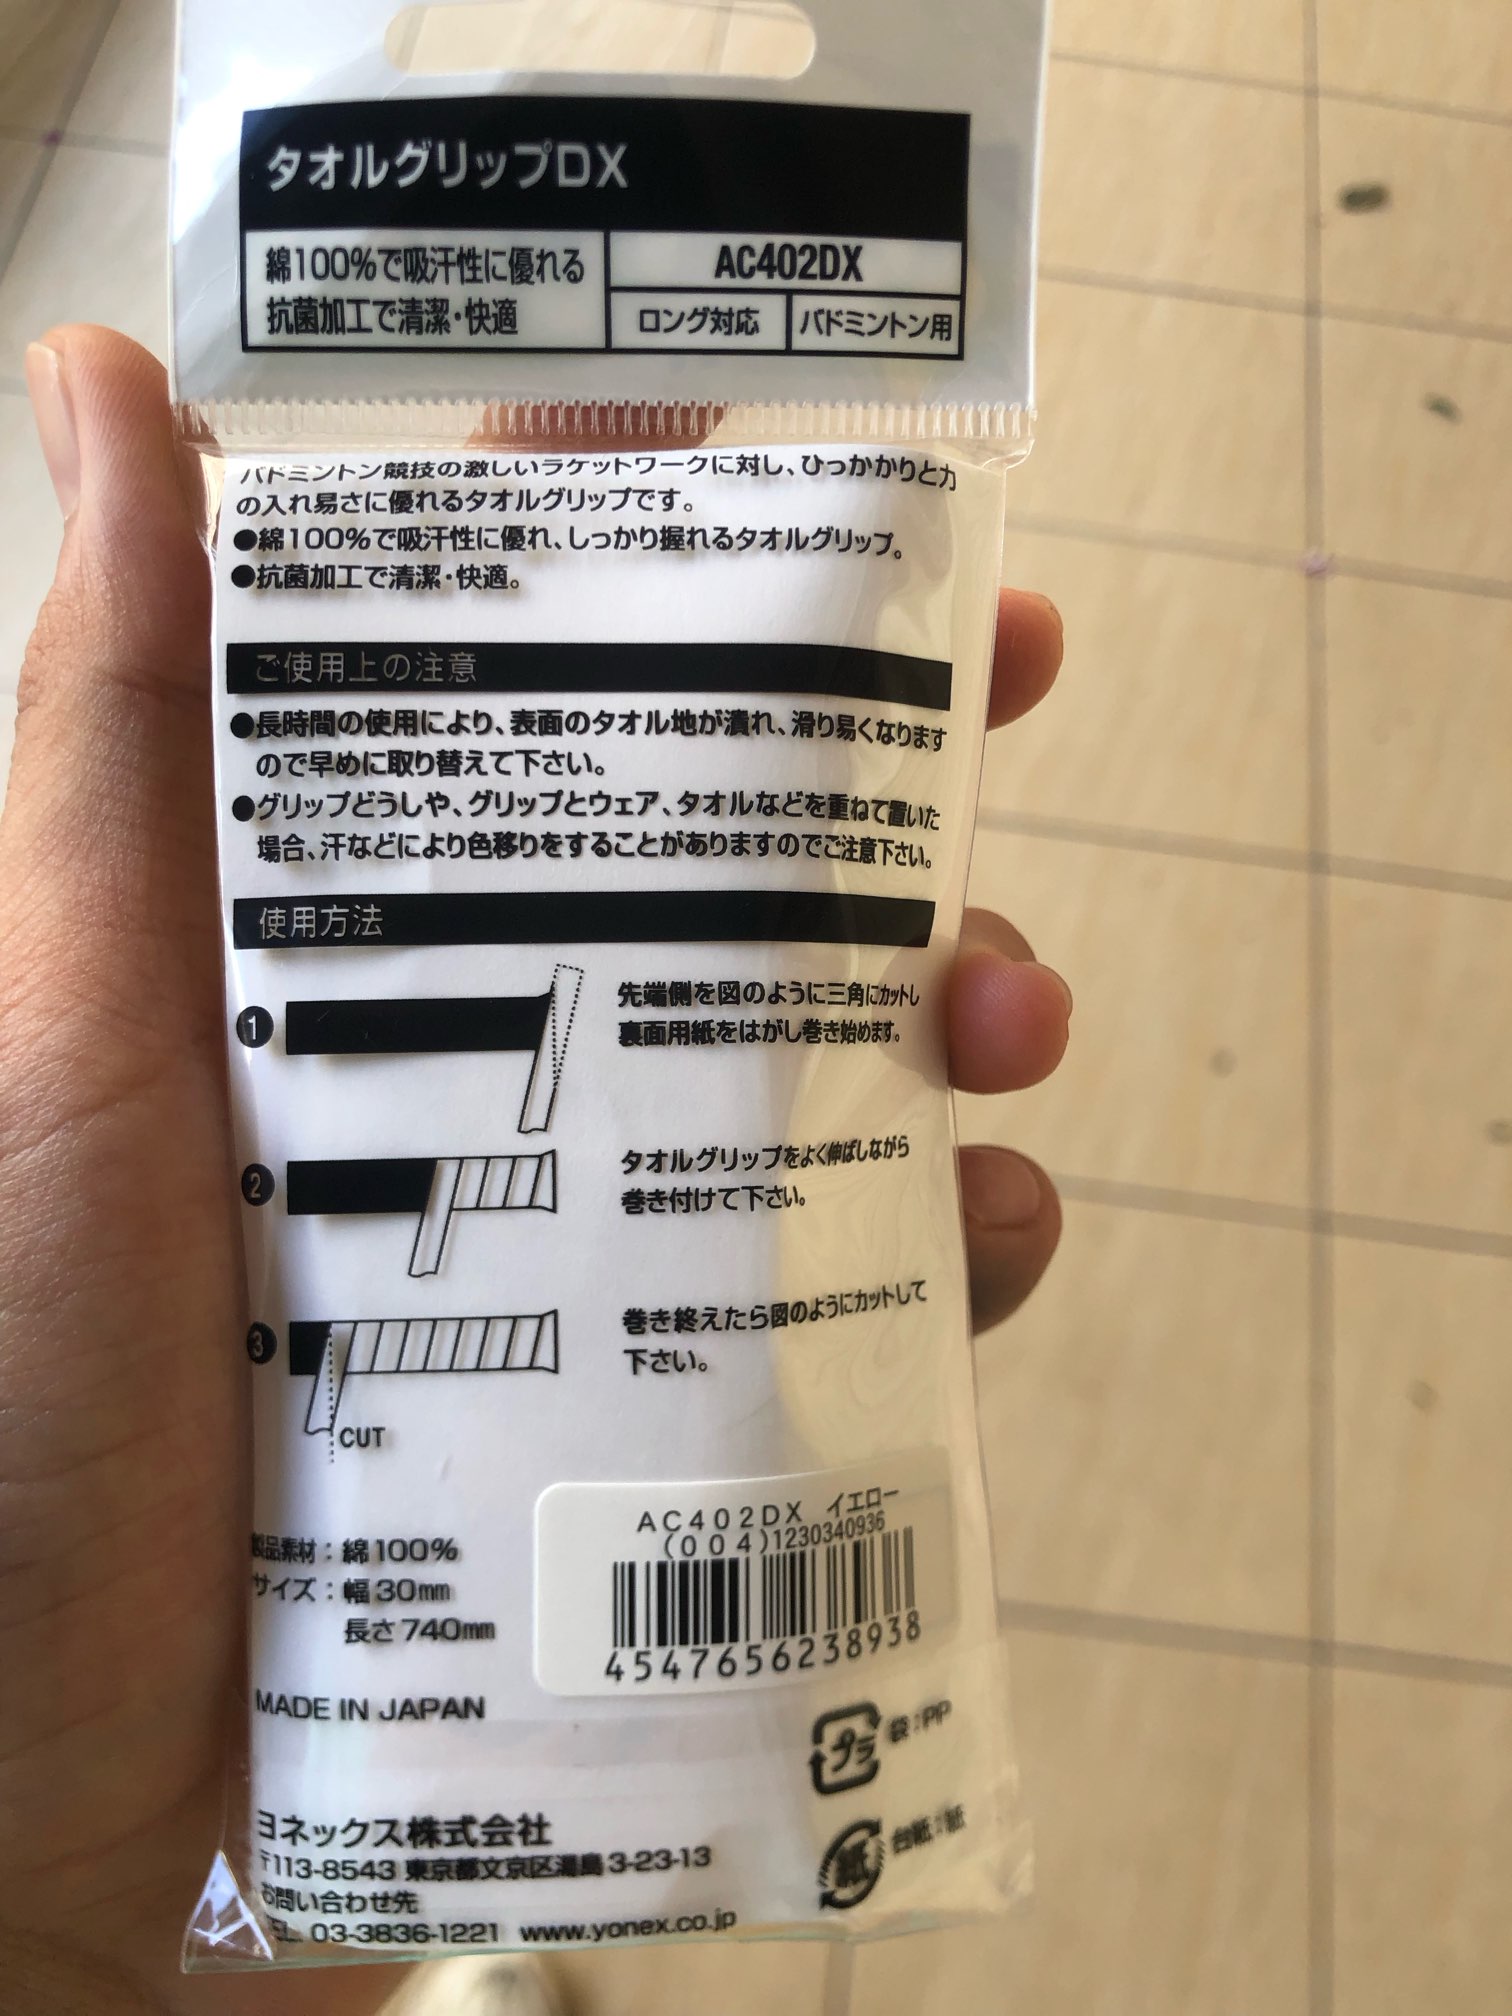 タオルグリップDX
綿100%で吸汗性に優れる
抗菌加工で清潔・快適
AC402DX
ロング対応
バドミントン用
バドミントン競技の激しいラケットワークに対し、ひっかかりと力
の入れ易さに優れるタオルグリップです。
●綿100%で吸汗性に優れ、しっかり握れるタオルグリップ。
●抗菌加工で清潔・快適。
ご使用上の注意
●長時間の使用により、表面のタオル地が潰れ、滑り易くなります
ので早めに取り替えて下さい。
●グリップどうしや、グリップとウェア、タオルなどを重ねて置いた
場合、汗などにより色移りをすることがありますのでご注意下さい。
使用方法
1
先端側を図のように三角にカットし
裏面用紙をはがし巻き始めます。
2
タオルグリップをよく伸ばしながら
巻き付けて下さい。
3
巻き終えたら図のようにカットして
下さい。
CUT
製品素材：綿100%
サイズ：幅30mm
長さ740mm
MADE IN JAPAN
AC402DX イエロー
(004)1230340936
4547656238938
プラ
袋：PP
紙
台紙：紙
ヨネックス株式会社
〒113-8543 東京都文京区湯島3-23-13
お問い合わせ先
TEL. 03-3836-1221 www.yonex.co.jp